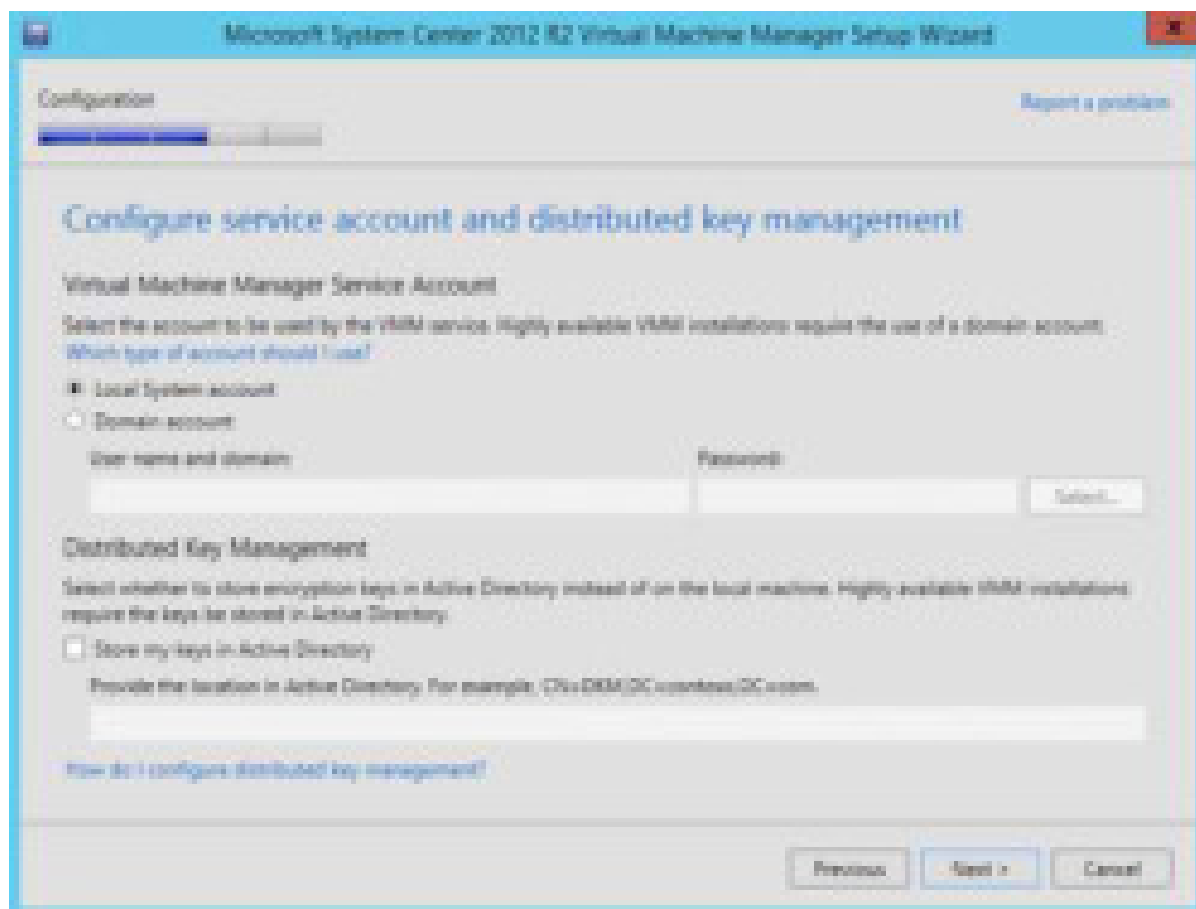 Microsoft System Center 2012 R2 Virtual Machine Manager Setup Wizard
Configuration
Report a problem
Configure service account and distributed key management
Virtual Machine Manager Service Account
Select the account to be used by the VMM service. Highly available VMM installations require the use of a domain account.
Which type of account should I use?
Local System account
Domain account
User name and domain:
Password:
Select...
Distributed Key Management
Select whether to store encryption keys in Active Directory instead of on the local machine. Highly available VMM installations
require the keys be stored in Active Directory.
Store my keys in Active Directory
Provide the location in Active Directory. For example, CN=DKM,DC=contoso,DC=com.
How do I configure distributed key management?
Previous
Next >
Cancel